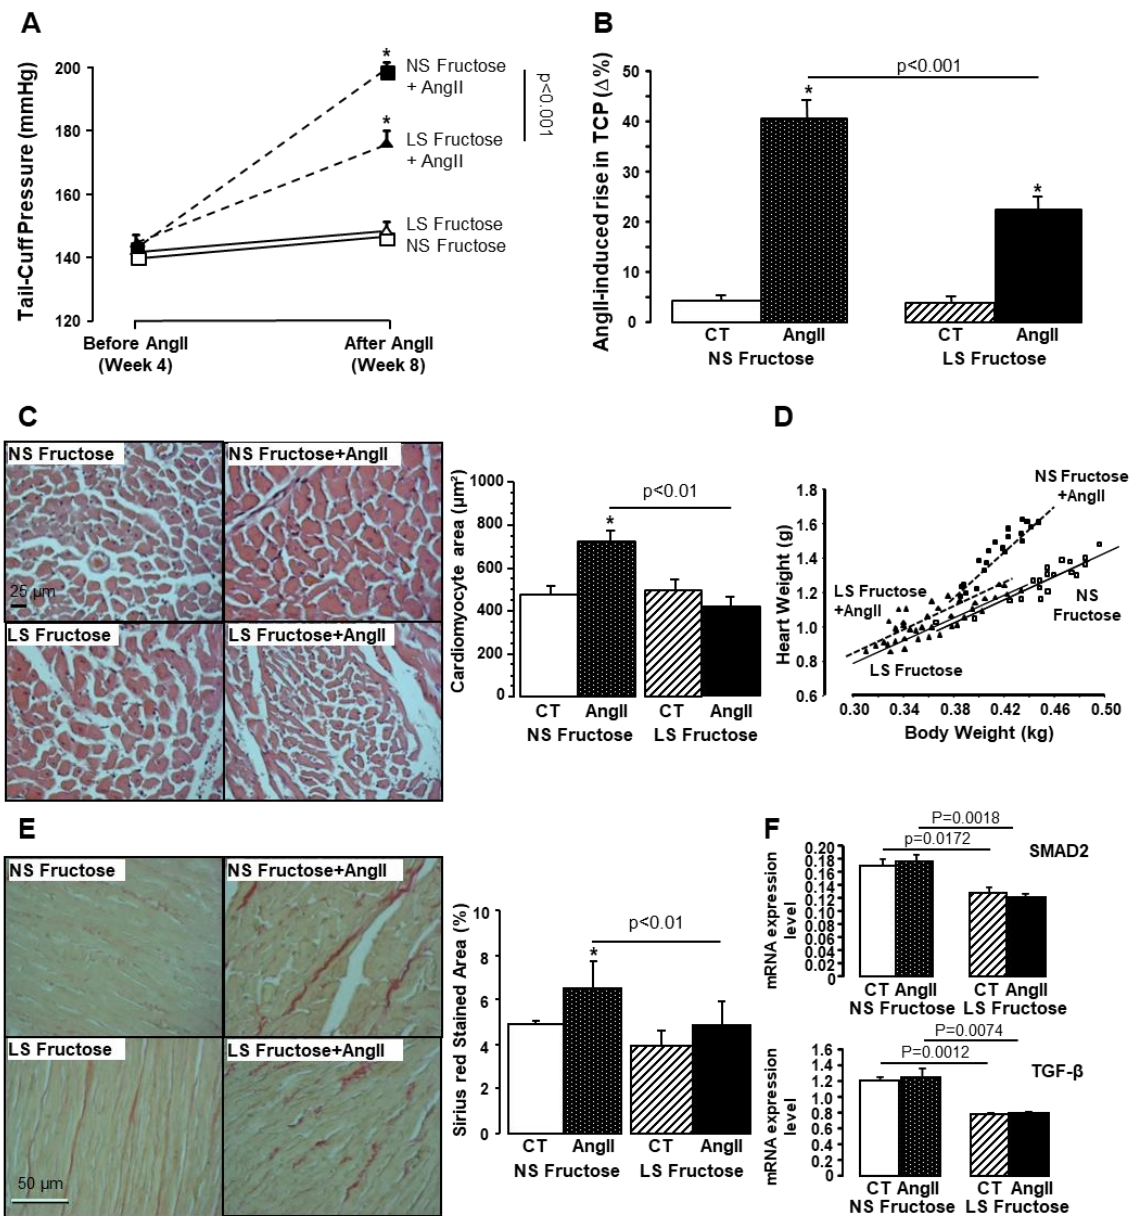 A
Tail-Cuff Pressure (mmHg)
200
180
160
140
120
*
*
NS Fructose
+ AngII
LS Fructose
+ AngII
LS Fructose
NS Fructose
p<0.001
Before AngII
(Week 4)
After AngII
(Week 8)
B
AngII-induced rise in TCP (Δ%)
50
40
30
20
10
0
p<0.001
*
*
CT
AngII
CT
AngII
NS Fructose
LS Fructose
C
NS Fructose
NS Fructose+AngII
25 µm
LS Fructose
LS Fructose+AngII
Cardiomyocyte area (µm²)
1000
800
600
400
200
0
p<0.01
*
CT
AngII
CT
AngII
NS Fructose
LS Fructose
D
Heart Weight (g)
1.8
1.6
1.4
1.2
1.0
0.8
0.6
NS Fructose
+AngII
LS Fructose
+AngII
NS
Fructose
LS Fructose
0.30
0.34
0.38
0.42
0.46
0.50
Body Weight (kg)
E
NS Fructose
NS Fructose+AngII
LS Fructose
LS Fructose+AngII
50 µm
Sirius red Stained Area (%)
10
8
6
4
2
0
p<0.01
*
CT
AngII
CT
AngII
NS Fructose
LS Fructose
F
P=0.0018
p=0.0172
SMAD2
mRNA expression
level
0.20
0.18
0.16
0.14
0.12
0.10
0.08
0.06
0.04
0.02
0
CT AngII
CT AngII
NS Fructose
LS Fructose
P=0.0074
P=0.0012
TGF-β
mRNA expression
level
1.6
1.4
1.2
1.0
0.8
0.6
0.4
0.2
0
CT AngII
CT AngII
NS Fructose
LS Fructose